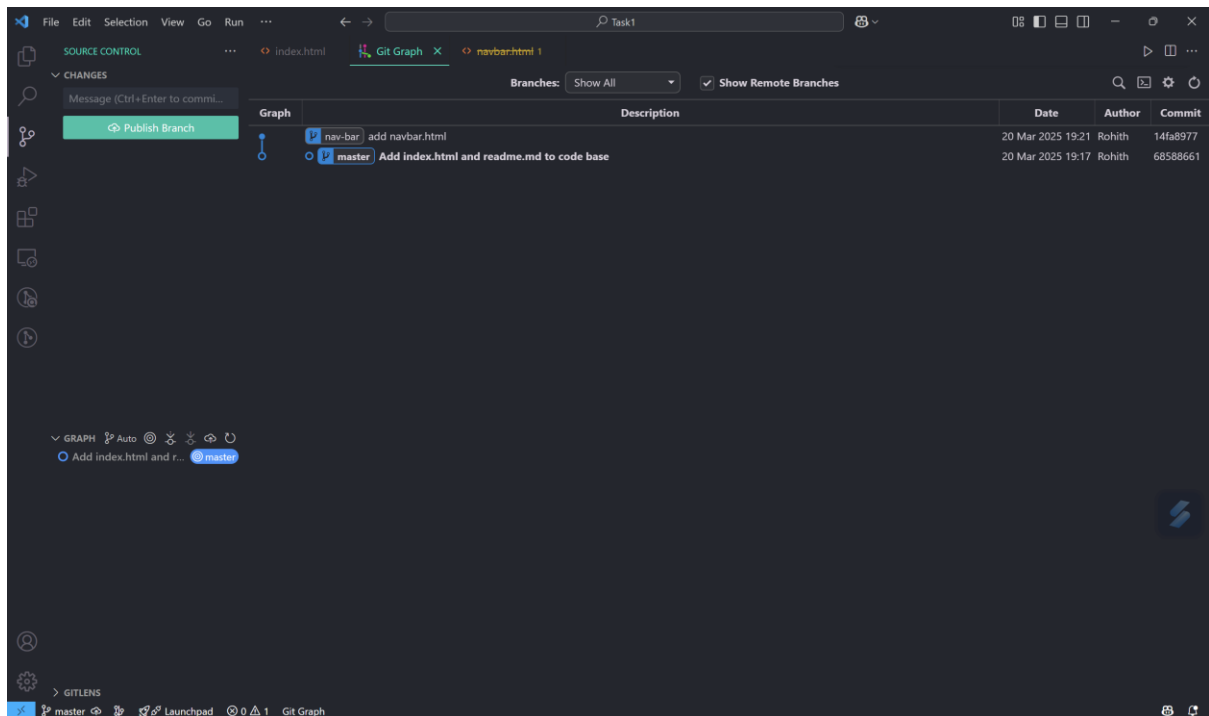 File Edit Selection View Go Run ... Task1
SOURCE CONTROL ... index.html Git Graph navbar.html 1 ...
CHANGES
Branches: Show All Show Remote Branches
Message (Ctrl+Enter to commi...
Graph Description Date Author Commit
Publish Branch
nav-bar add navbar.html 20 Mar 2025 19:21 Rohith 14fa8977
master Add index.html and readme.md to code base 20 Mar 2025 19:17 Rohith 68588661
GRAPH Auto
Add index.html and r... master
GITLENS
master Launchpad 0 1 Git Graph